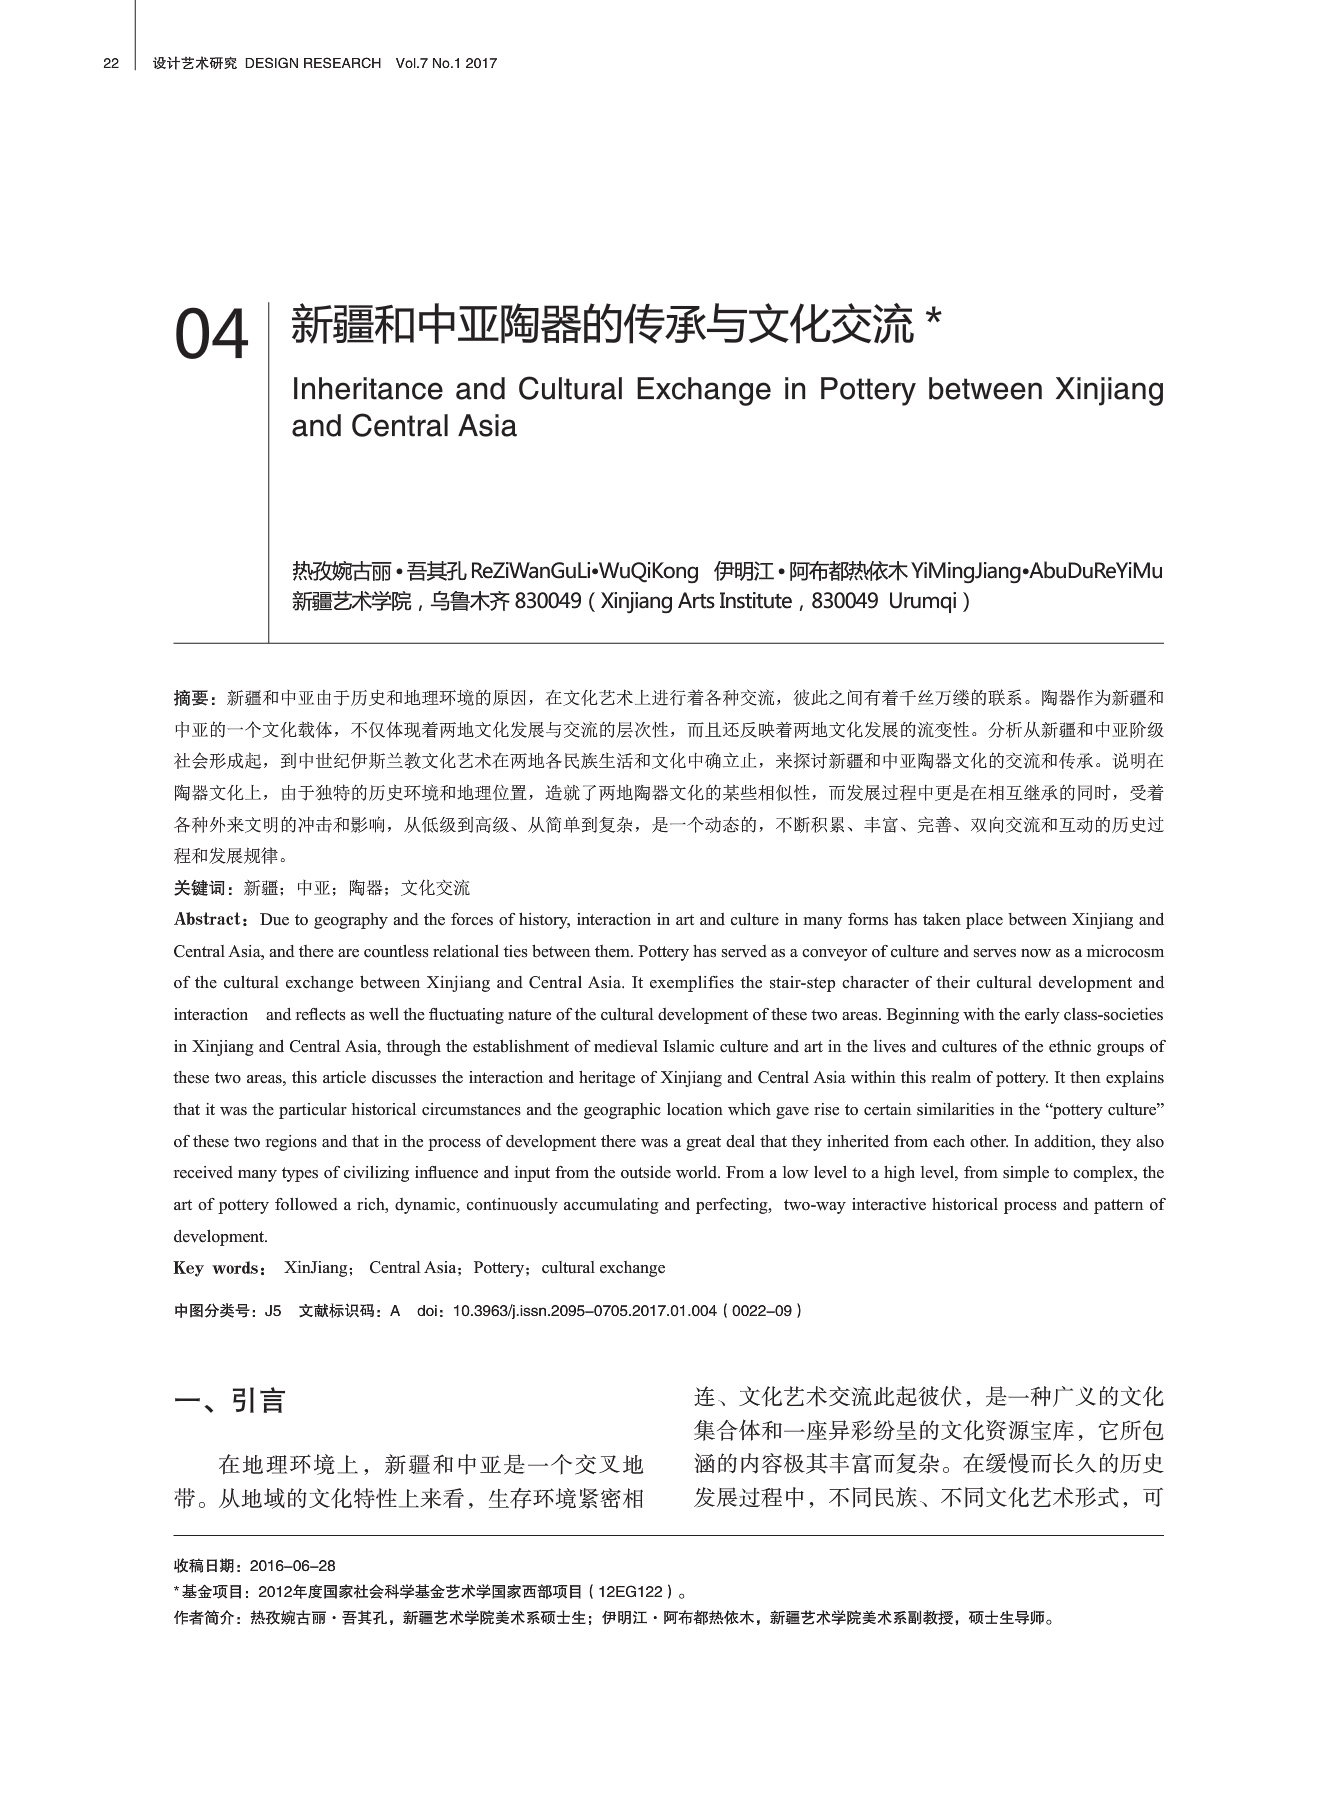 22
设计艺术研究 DESIGN RESEARCH Vol.7 No.1 2017
04
新疆和中亚陶器的传承与文化交流 *
Inheritance and Cultural Exchange in Pottery between Xinjiang
and Central Asia
热孜婉古丽•吾其孔 ReZiWanGuLi•WuQiKong 伊明江•阿布都热依木 YiMingJiang•AbuDuReYiMu
新疆艺术学院，乌鲁木齐 830049（Xinjiang Arts Institute，830049 Urumqi）
摘要：新疆和中亚由于历史和地理环境的原因，在文化艺术上进行着各种交流，彼此之间有着千丝万缕的联系。陶器作为新疆和
中亚的一个文化载体，不仅体现着两地文化发展与交流的层次性，而且还反映着两地文化发展的流变性。分析从新疆和中亚阶级
社会形成起，到中世纪伊斯兰教文化艺术在两地各民族生活和文化中确立止，来探讨新疆和中亚陶器文化的交流和传承。说明在
陶器文化上，由于独特的历史环境和地理位置，造就了两地陶器文化的某些相似性，而发展过程中更是在相互继承的同时，受着
各种外来文明的冲击和影响，从低级到高级、从简单到复杂，是一个动态的，不断积累、丰富、完善、双向交流和互动的历史过
程和发展规律。
关键词：新疆；中亚；陶器；文化交流
Abstract：Due to geography and the forces of history, interaction in art and culture in many forms has taken place between Xinjiang and
Central Asia, and there are countless relational ties between them. Pottery has served as a conveyor of culture and serves now as a microcosm
of the cultural exchange between Xinjiang and Central Asia. It exemplifies the stair-step character of their cultural development and
interaction and reflects as well the fluctuating nature of the cultural development of these two areas. Beginning with the early class-societies
in Xinjiang and Central Asia, through the establishment of medieval Islamic culture and art in the lives and cultures of the ethnic groups of
these two areas, this article discusses the interaction and heritage of Xinjiang and Central Asia within this realm of pottery. It then explains
that it was the particular historical circumstances and the geographic location which gave rise to certain similarities in the “pottery culture”
of these two regions and that in the process of development there was a great deal that they inherited from each other. In addition, they also
received many types of civilizing influence and input from the outside world. From a low level to a high level, from simple to complex, the
art of pottery followed a rich, dynamic, continuously accumulating and perfecting, two-way interactive historical process and pattern of
development.
Key words： XinJiang； Central Asia；Pottery；cultural exchange
中图分类号：J5 文献标识码：A doi：10.3963/j.issn.2095–0705.2017.01.004（0022–09）
一、引言
在地理环境上，新疆和中亚是一个交叉地
带。从地域的文化特性上来看，生存环境紧密相
连、文化艺术交流此起彼伏，是一种广义的文化
集合体和一座异彩纷呈的文化资源宝库，它所包
涵的内容极其丰富而复杂。在缓慢而长久的历史
发展过程中，不同民族、不同文化艺术形式，可
收稿日期：2016–06–28
*基金项目：2012年度国家社会科学基金艺术学国家西部项目（12EG122）。
作者简介：热孜婉古丽·吾其孔，新疆艺术学院美术系硕士生；伊明江·阿布都热依木，新疆艺术学院美术系副教授，硕士生导师。